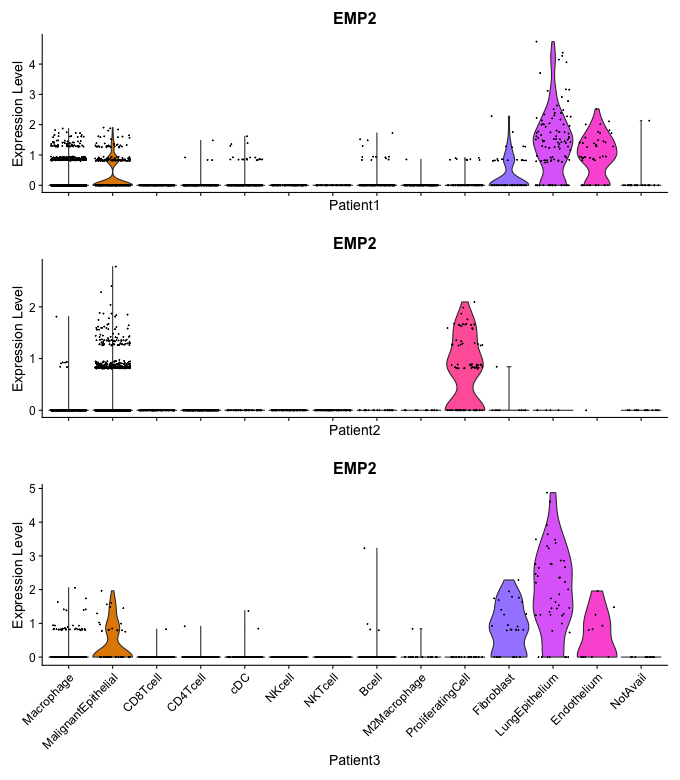 EMP2
Expression Level
4
3
2
1
0
Patient1
EMP2
Expression Level
2
1
0
Patient2
EMP2
Expression Level
5
4
3
2
1
0
Macrophage
MalignantEpithelial
CD8Tcell
CD4Tcell
cDC
NKcell
NKTcell
Bcell
M2Macrophage
ProliferatingCell
Fibroblast
LungEpithelium
Endothelium
NotAvail
Patient3